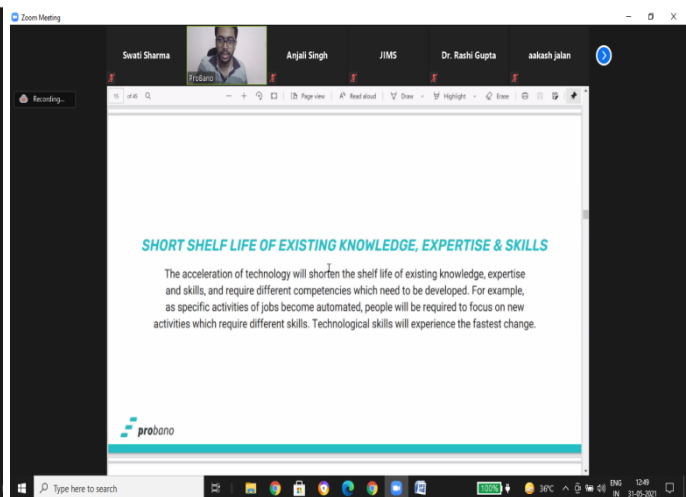 Zoom Meeting
Swati Sharma
ProBano
Anjali Singh
JIMS
Dr. Rashi Gupta
aakash jalan
Recording...
of 45
Page view
Read aloud
Draw
Highlight
Erase
SHORT SHELF LIFE OF EXISTING KNOWLEDGE, EXPERTISE & SKILLS
The acceleration of technology will shorten the shelf life of existing knowledge, expertise
and skills, and require different competencies which need to be developed. For example,
as specific activities of jobs become automated, people will be required to focus on new
activities which require different skills. Technological skills will experience the fastest change.
probano
Type here to search
100%
36°C
ENG
IN
12:49
31-05-2021